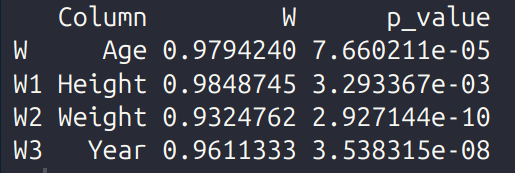 Column W p_value
W Age 0.9794240 7.660211e-05
W1 Height 0.9848745 3.293367e-03
W2 Weight 0.9324762 2.927144e-10
W3 Year 0.9611333 3.538315e-08